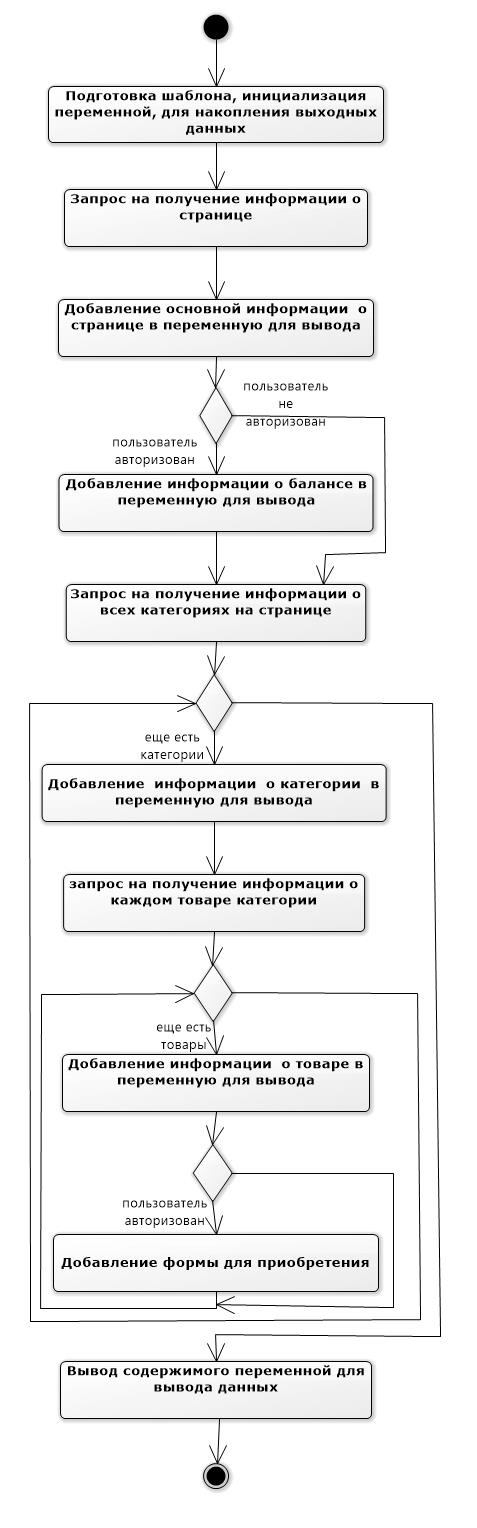 Подготовка шаблона, инициализация
переменной, для накопления выходных
данных
Запрос на получение информации о
странице
Добавление основной информации о
странице в переменную для вывода
пользователь
не
авторизован
пользователь
авторизован
Добавление информации о балансе в
переменную для вывода
Запрос на получение информации о
всех категориях на странице
еще есть
категории
Добавление информации о категории в
переменную для вывода
запрос на получение информации о
каждом товаре категории
еще есть
товары
Добавление информации о товаре в
переменную для вывода
пользователь
авторизован
Добавление формы для приобретения
Вывод содержимого переменной для
вывода данных